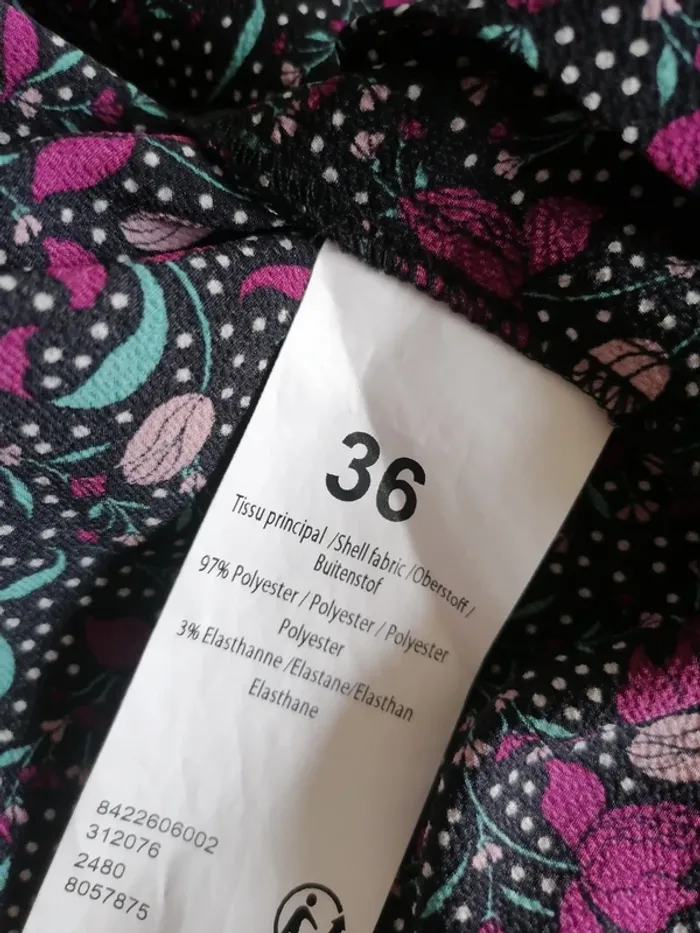 36
Tissu principal /Shell fabric /Oberstoff /
Buitenstof
97% Polyester / Polyester / Polyester
Polyester
3% Elasthanne /Elastane/Elasthan
Elasthane
8422606002
312076
2480
8057875